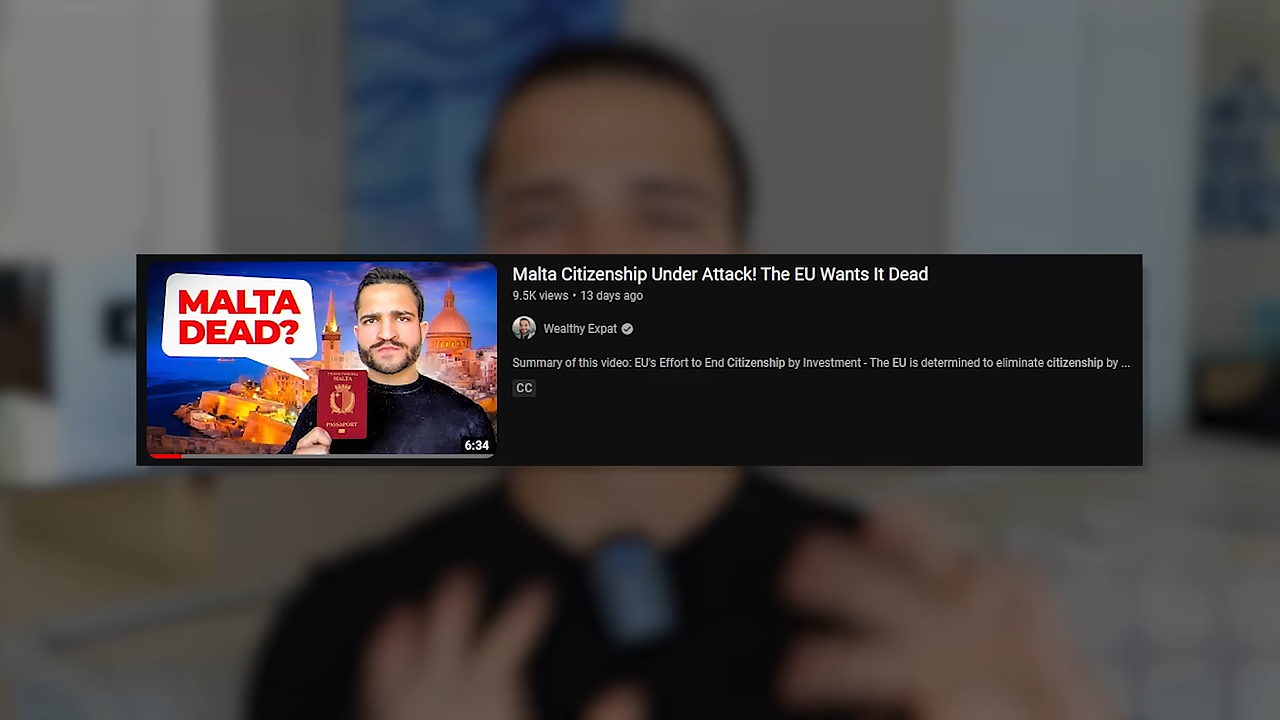 MALTA
DEAD?
MALTA
PASSAPORT
6:34
Malta Citizenship Under Attack! The EU Wants It Dead
9.5K views • 13 days ago
Wealthy Expat
Summary of this video: EU's Effort to End Citizenship by Investment - The EU is determined to eliminate citizenship by ...
CC